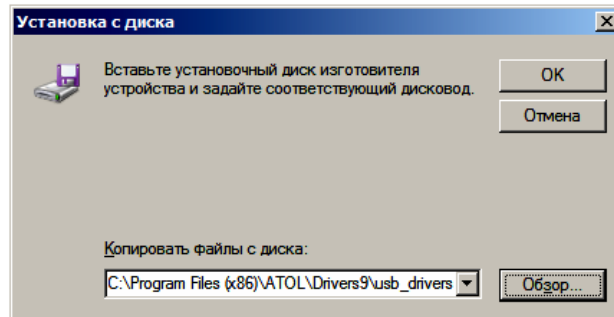 Установка с диска
Вставьте установочный диск изготовителя
устройства и задайте соответствующий дисковод.
OK
Отмена
Копировать файлы с диска:
C:\Program Files (x86)\ATOL\Drivers9\usb_drivers
Обзор...